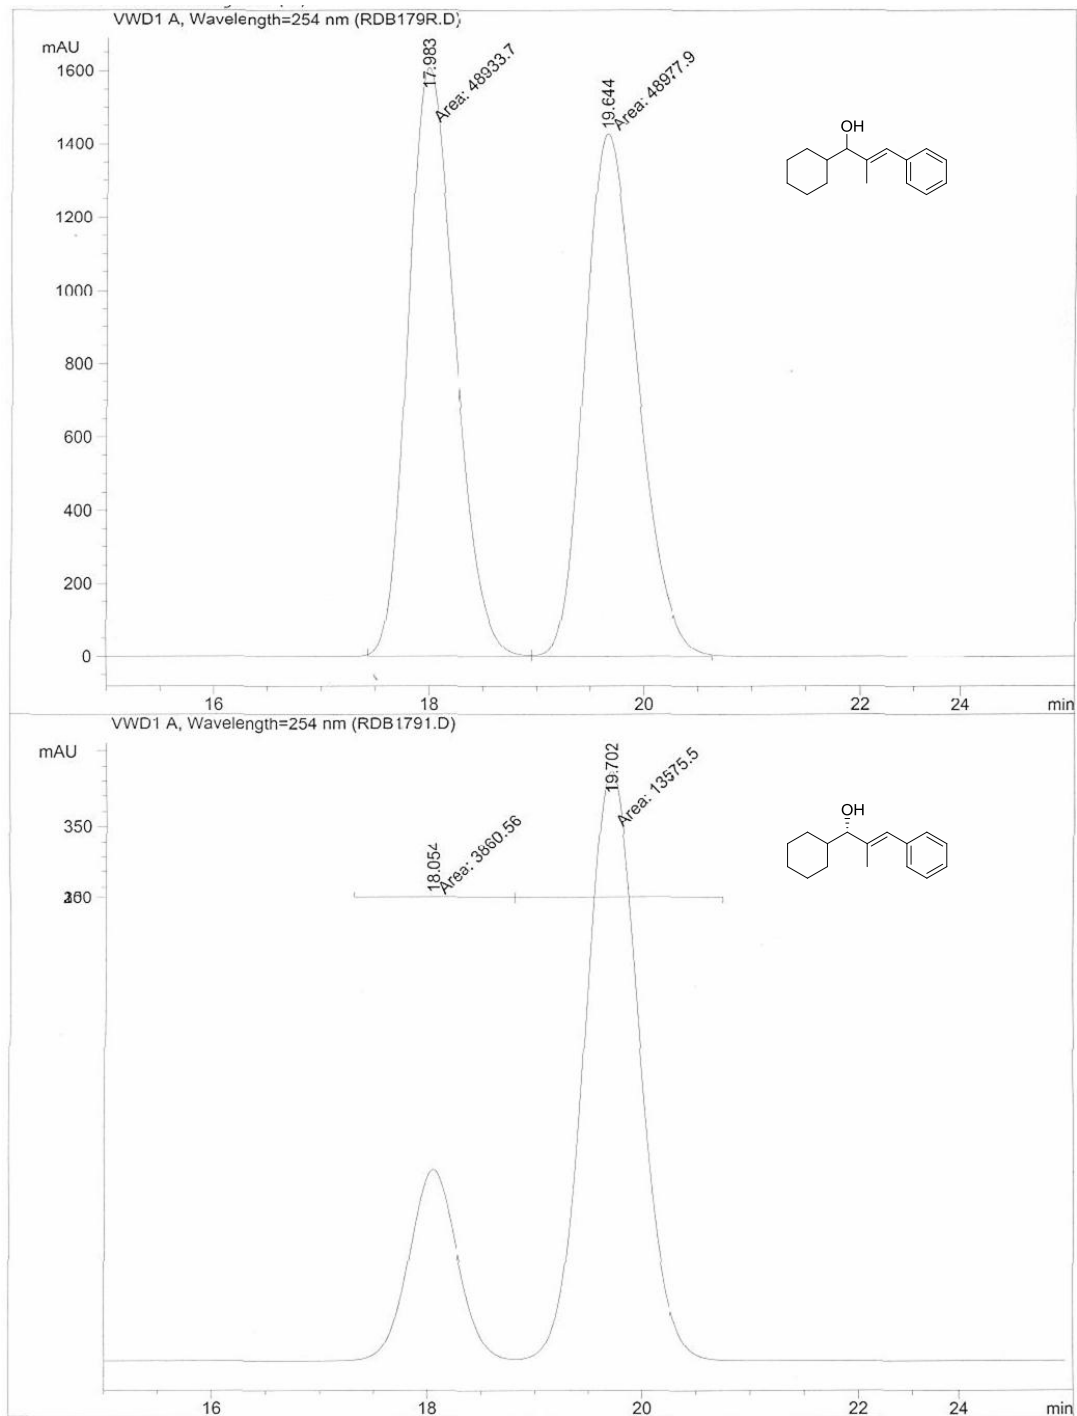 VWD1 A, Wavelength=254 nm (RDB179R.D)
mAU
17.983
Area: 48933.7
19.644
Area: 48977.9
1600
1400
1200
1000
800
600
400
200
0
OH
16 18 20 22 24 min
VWD1 A, Wavelength=254 nm (RDB1791.D)
mAU
18.054
Area: 3860.56
19.702
Area: 13575.5
350
OH
16 18 20 22 24 min